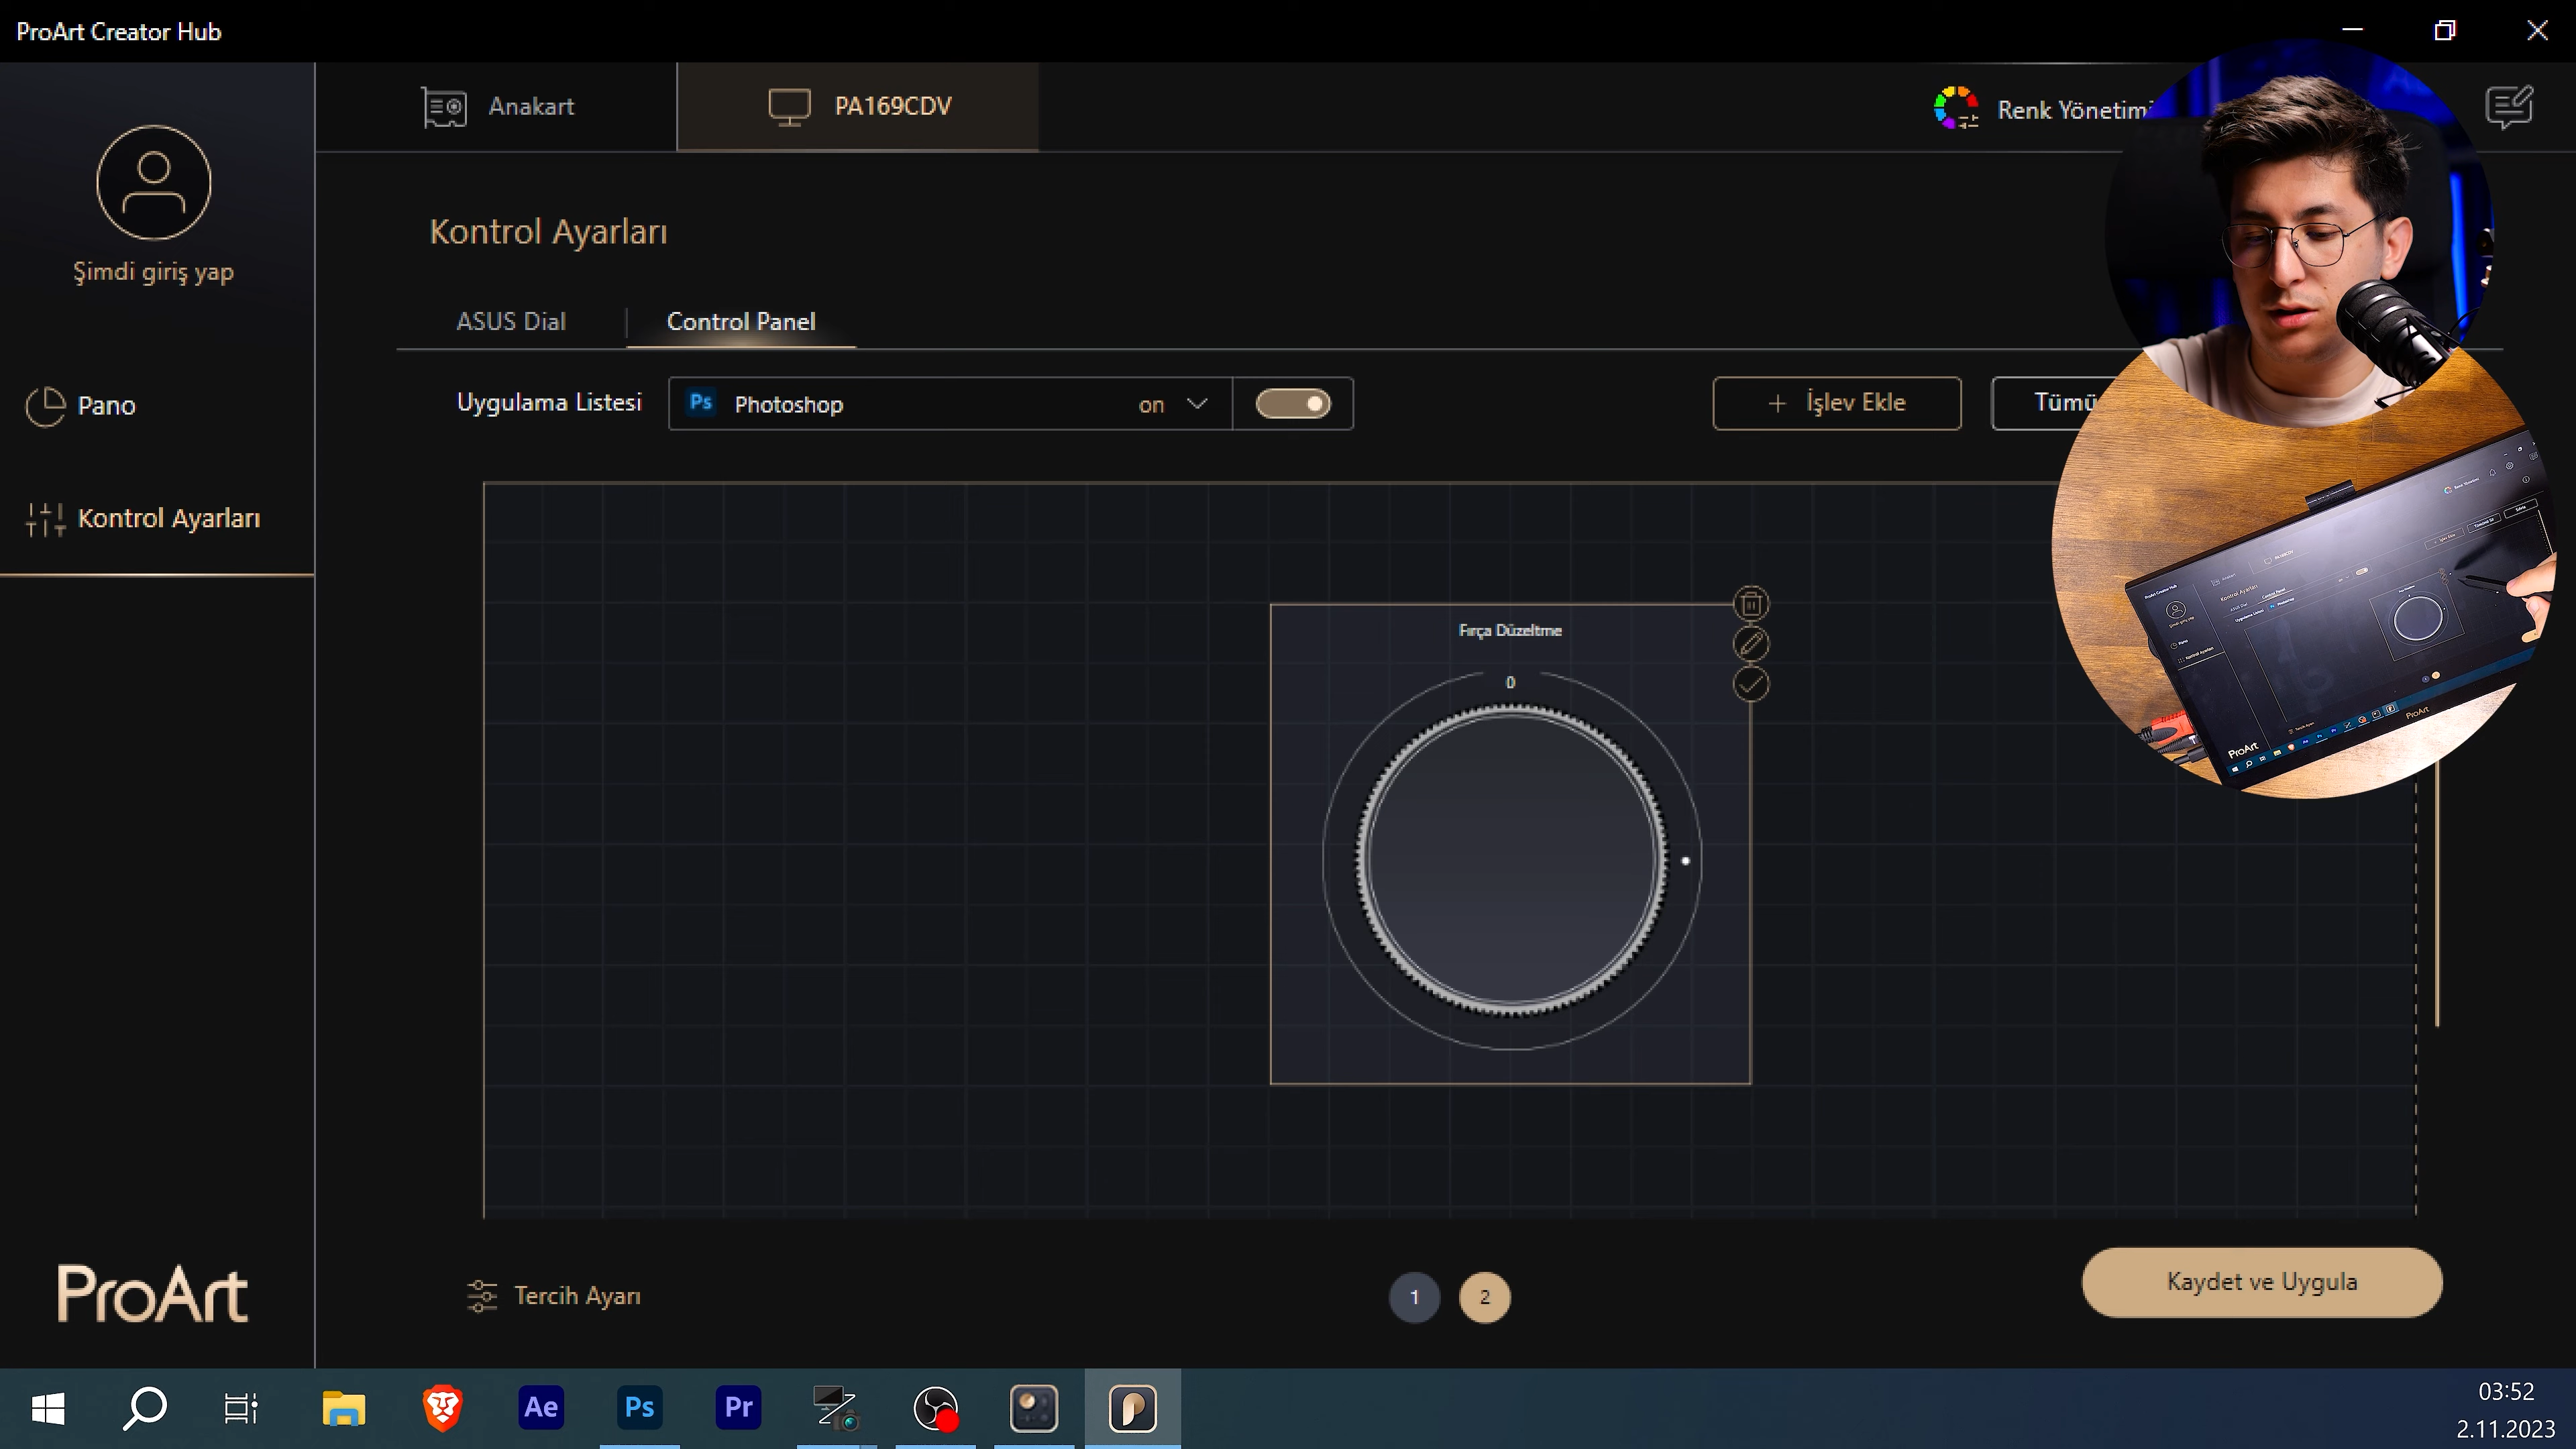 ProArt Creator Hub
Anakart
PA169CDV
Renk Yönetimi
Şimdi giriş yap
Kontrol Ayarları
ASUS Dial
Control Panel
Pano
Uygulama Listesi
Ps
Photoshop
on
+ İşlev Ekle
Tümü
Kontrol Ayarları
Fırça Düzeltme
0
ProArt
Tercih Ayarı
1
2
Kaydet ve Uygula
Ae
Ps
Pr
03:52
2.11.2023
ProArt
ProArt